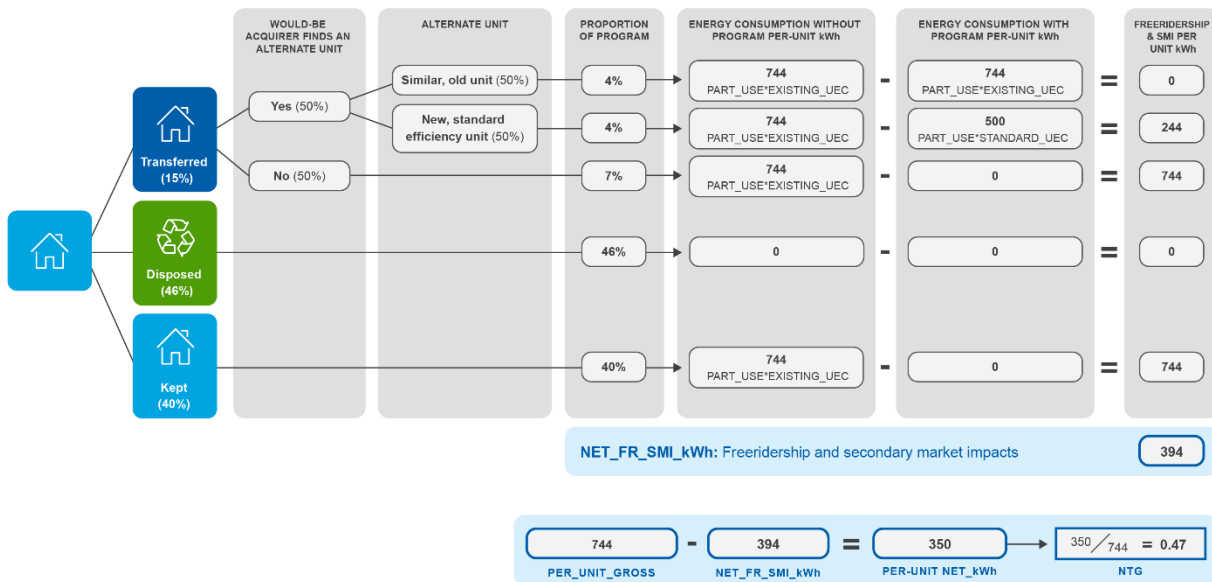 WOULD-BE
ACQUIRER FINDS AN
ALTERNATE UNIT
ALTERNATE UNIT
PROPORTION
OF PROGRAM
ENERGY CONSUMPTION WITHOUT
PROGRAM PER-UNIT kWh
ENERGY CONSUMPTION WITH
PROGRAM PER-UNIT kWh
FREERIDERSHIP
& SMI PER
UNIT kWh
Transferred
(15%)
Yes (50%)
Similar, old unit (50%)
4%
744
PART_USE*EXISTING_UEC
-
744
PART_USE*EXISTING_UEC
=
0
New, standard
efficiency unit (50%)
4%
744
PART_USE*EXISTING_UEC
-
500
PART_USE*STANDARD_UEC
=
244
No (50%)
7%
744
PART_USE*EXISTING_UEC
-
0
=
744
Disposed
(46%)
46%
0
-
0
=
0
Kept
(40%)
40%
744
PART_USE*EXISTING_UEC
-
0
=
744
NET_FR_SMI_kWh: Freeridership and secondary market impacts
394
744
-
394
=
350
350/744 = 0.47
PER_UNIT_GROSS
NET_FR_SMI_kWh
PER-UNIT NET_kWh
NTG